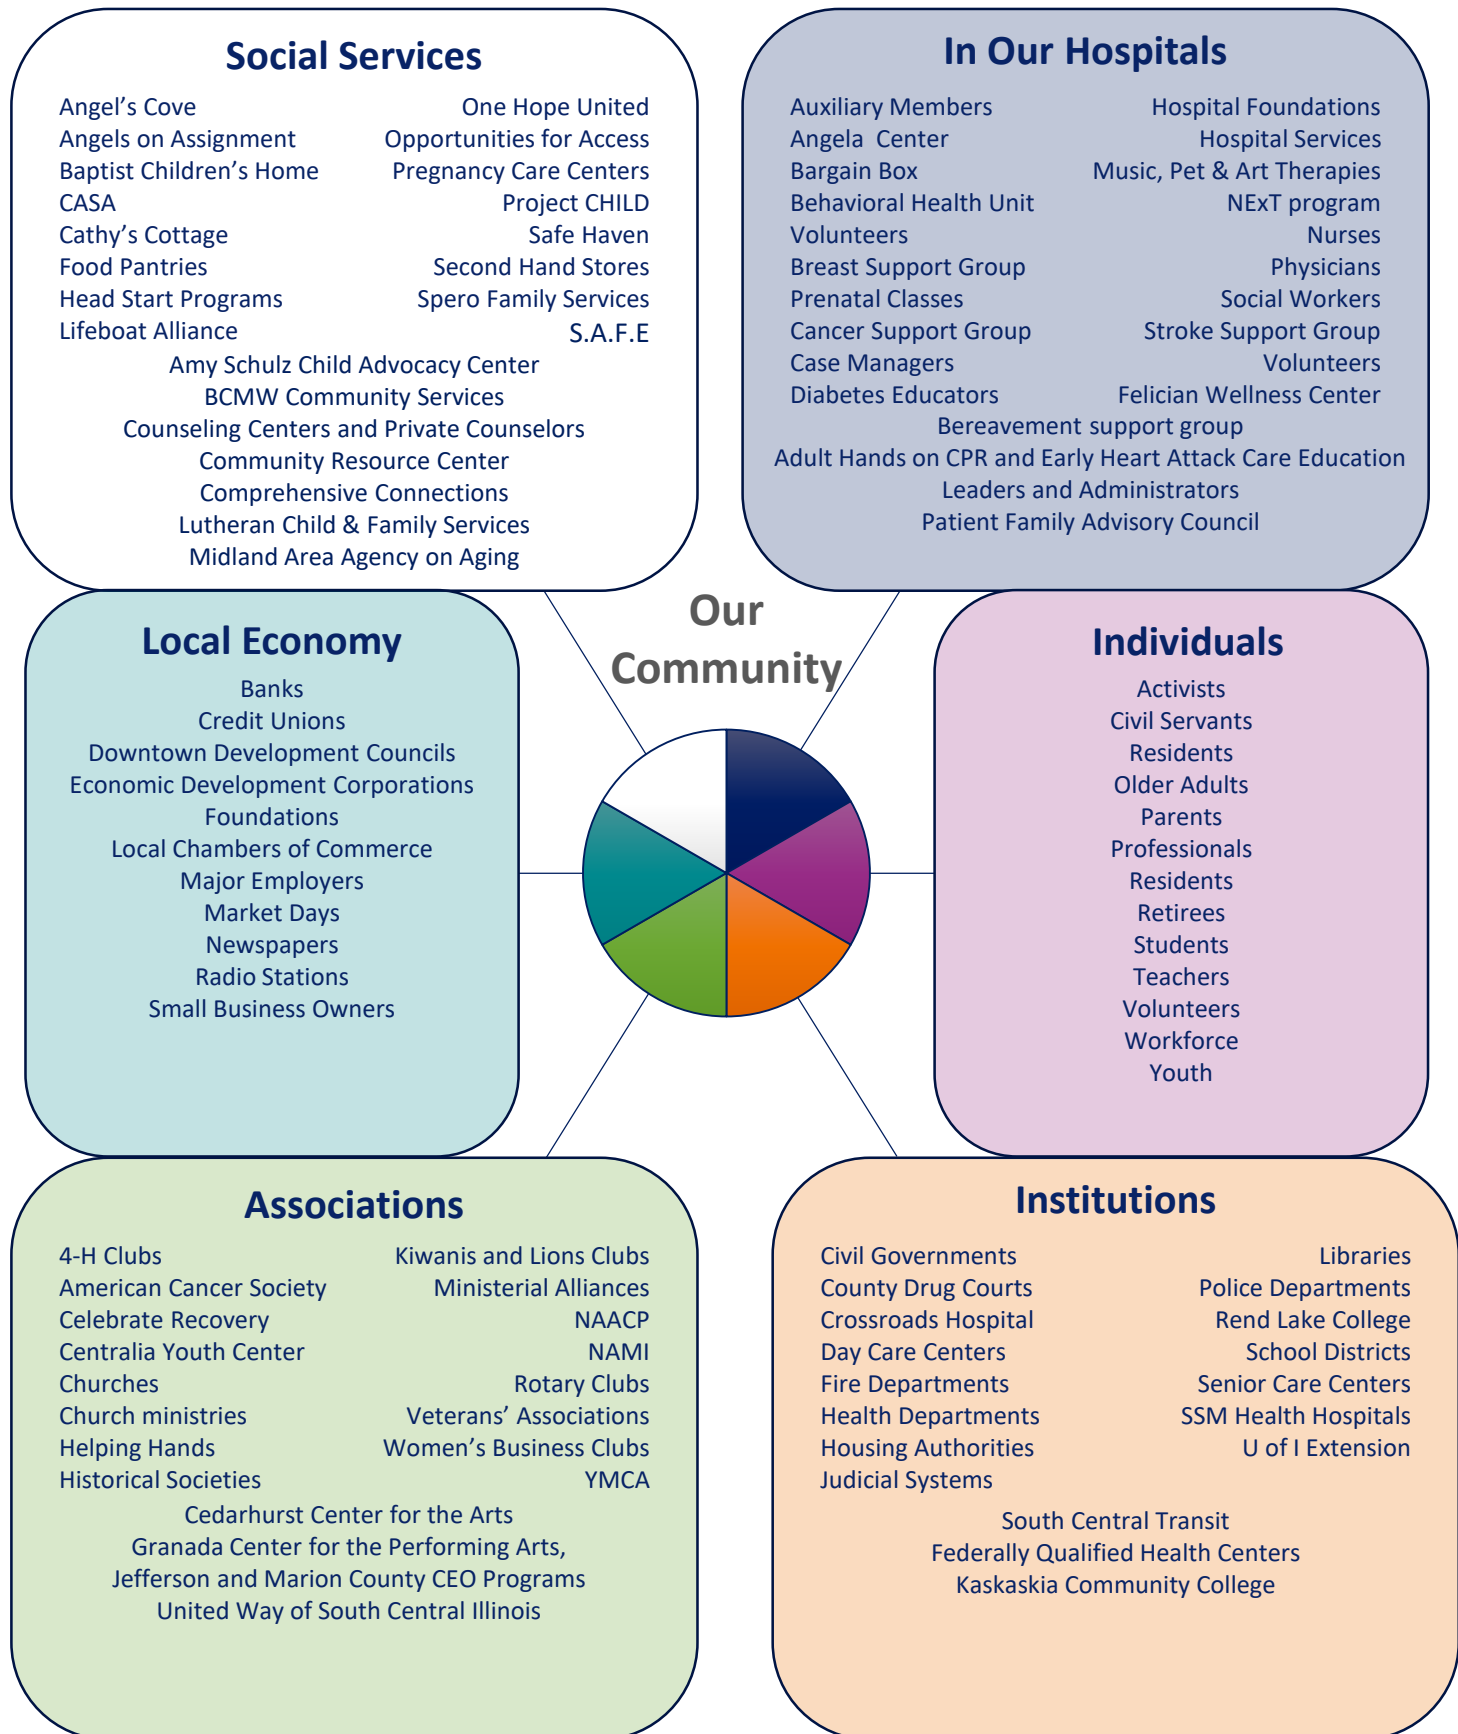 Social Services
Angel’s Cove
Angels on Assignment
Baptist Children’s Home
CASA
Cathy’s Cottage
Food Pantries
Head Start Programs
Lifeboat Alliance
One Hope United
Opportunities for Access
Pregnancy Care Centers
Project CHILD
Safe Haven
Second Hand Stores
Spero Family Services
S.A.F.E
Amy Schulz Child Advocacy Center
BCMW Community Services
Counseling Centers and Private Counselors
Community Resource Center
Comprehensive Connections
Lutheran Child & Family Services
Midland Area Agency on Aging
In Our Hospitals
Auxiliary Members
Angela  Center
Bargain Box
Behavioral Health Unit
Volunteers
Breast Support Group
Prenatal Classes
Cancer Support Group
Case Managers
Diabetes Educators
Hospital Foundations
Hospital Services
Music, Pet & Art Therapies
NExT program
Nurses
Physicians
Social Workers
Stroke Support Group
Volunteers
Felician Wellness Center
Bereavement support group
Adult Hands on CPR and Early Heart Attack Care Education
Leaders and Administrators
Patient Family Advisory Council
Our
Community
Local Economy
Banks
Credit Unions
Downtown Development Councils
Economic Development Corporations
Foundations
Local Chambers of Commerce
Major Employers
Market Days
Newspapers
Radio Stations
Small Business Owners
Individuals
Activists
Civil Servants
Residents
Older Adults
Parents
Professionals
Residents
Retirees
Students
Teachers
Volunteers
Workforce
Youth
Associations
4-H Clubs
American Cancer Society
Celebrate Recovery
Centralia Youth Center
Churches
Church ministries
Helping Hands
Historical Societies
Kiwanis and Lions Clubs
Ministerial Alliances
NAACP
NAMI
Rotary Clubs
Veterans’ Associations
Women’s Business Clubs
YMCA
Cedarhurst Center for the Arts
Granada Center for the Performing Arts,
Jefferson and Marion County CEO Programs
United Way of South Central Illinois
Institutions
Civil Governments
County Drug Courts
Crossroads Hospital
Day Care Centers
Fire Departments
Health Departments
Housing Authorities
Judicial Systems
Libraries
Police Departments
Rend Lake College
School Districts
Senior Care Centers
SSM Health Hospitals
U of I Extension
South Central Transit
Federally Qualified Health Centers
Kaskaskia Community College